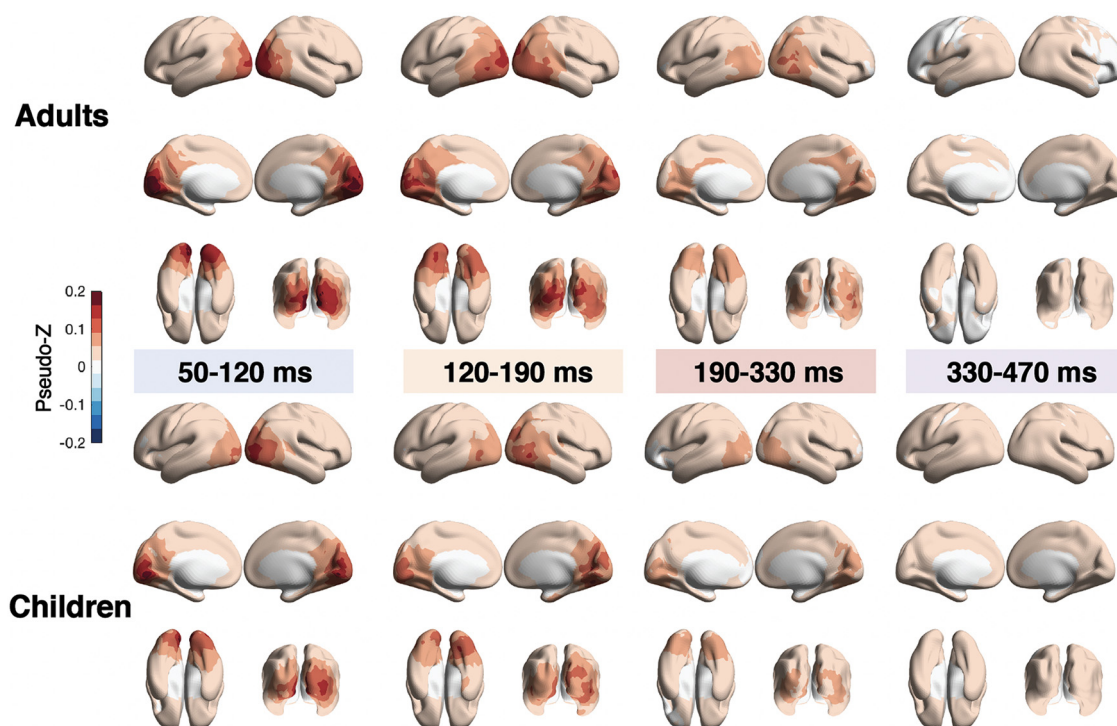 Adults
Pseudo-Z
0.2
0.1
0
-0.1
-0.2
50-120 ms
120-190 ms
190-330 ms
330-470 ms
Children